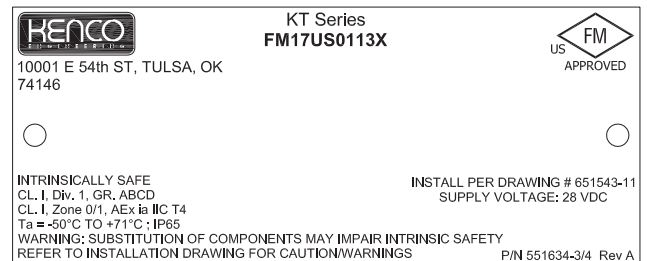 KENCO
ENGINEERING
10001 E 54th ST, TULSA, OK
74146
KT Series
FM17US0113X
US
FM
APPROVED
INTRINSICALLY SAFE
CL. I, Div. 1, GR. ABCD
CL. I, Zone 0/1, AEx ia IIC T4
Ta = -50°C TO +71°C ; IP65
INSTALL PER DRAWING # 651543-11
SUPPLY VOLTAGE: 28 VDC
WARNING: SUBSTITUTION OF COMPONENTS MAY IMPAIR INTRINSIC SAFETY
REFER TO INSTALLATION DRAWING FOR CAUTION/WARNINGS
P/N 551634-3/4 Rev A